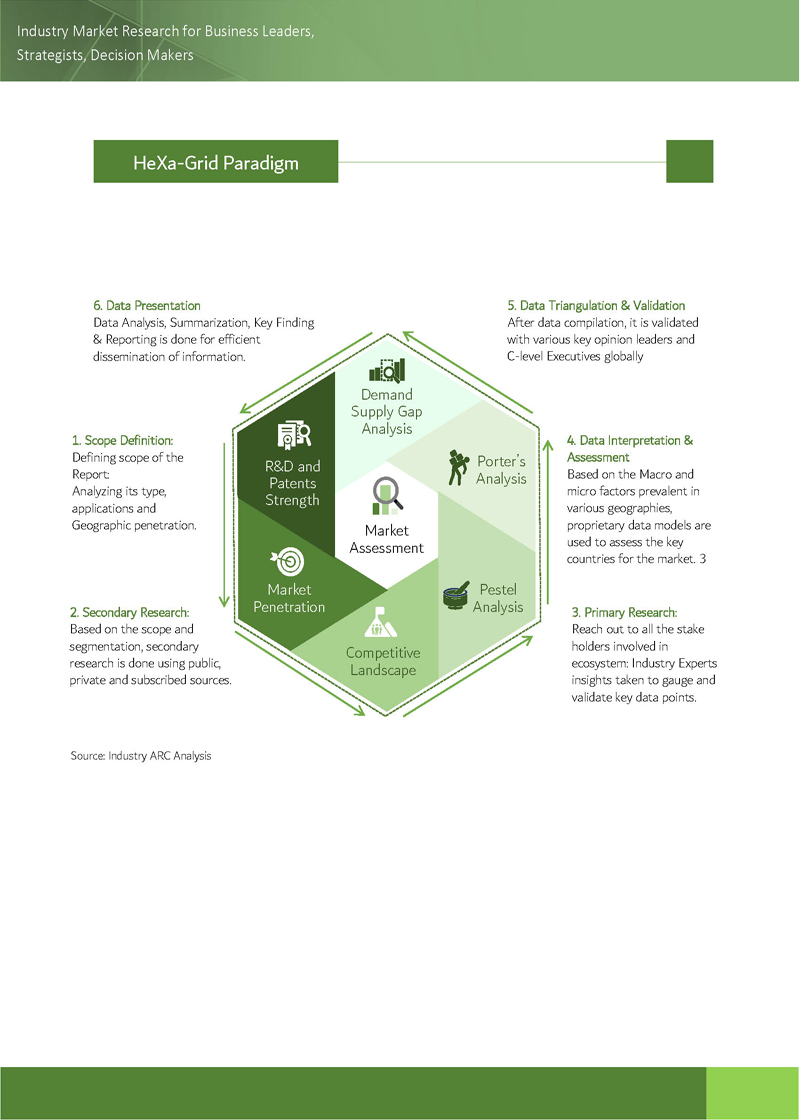 Industry Market Research for Business Leaders,
Strategists, Decision Makers
HeXa-Grid Paradigm
6. Data Presentation
Data Analysis, Summarization, Key Finding
& Reporting is done for efficient
dissemination of information.
5. Data Triangulation & Validation
After data compilation, it is validated
with various key opinion leaders and
C-level Executives globally
1. Scope Definition:
Defining scope of the
Report:
Analyzing its type,
applications and
Geographic penetration.
4. Data Interpretation &
Assessment
Based on the Macro and
micro factors prevalent in
various geographies,
proprietary data models are
used to assess the key
countries for the market. 3
2. Secondary Research:
Based on the scope and
segmentation, secondary
research is done using public,
private and subscribed sources.
3. Primary Research:
Reach out to all the stake
holders involved in
ecosystem: Industry Experts
insights taken to gauge and
validate key data points.
Demand
Supply Gap
Analysis
R&D and
Patents
Strength
Porter's
Analysis
Market
Assessment
Market
Penetration
Pestel
Analysis
Competitive
Landscape
Source: Industry ARC Analysis